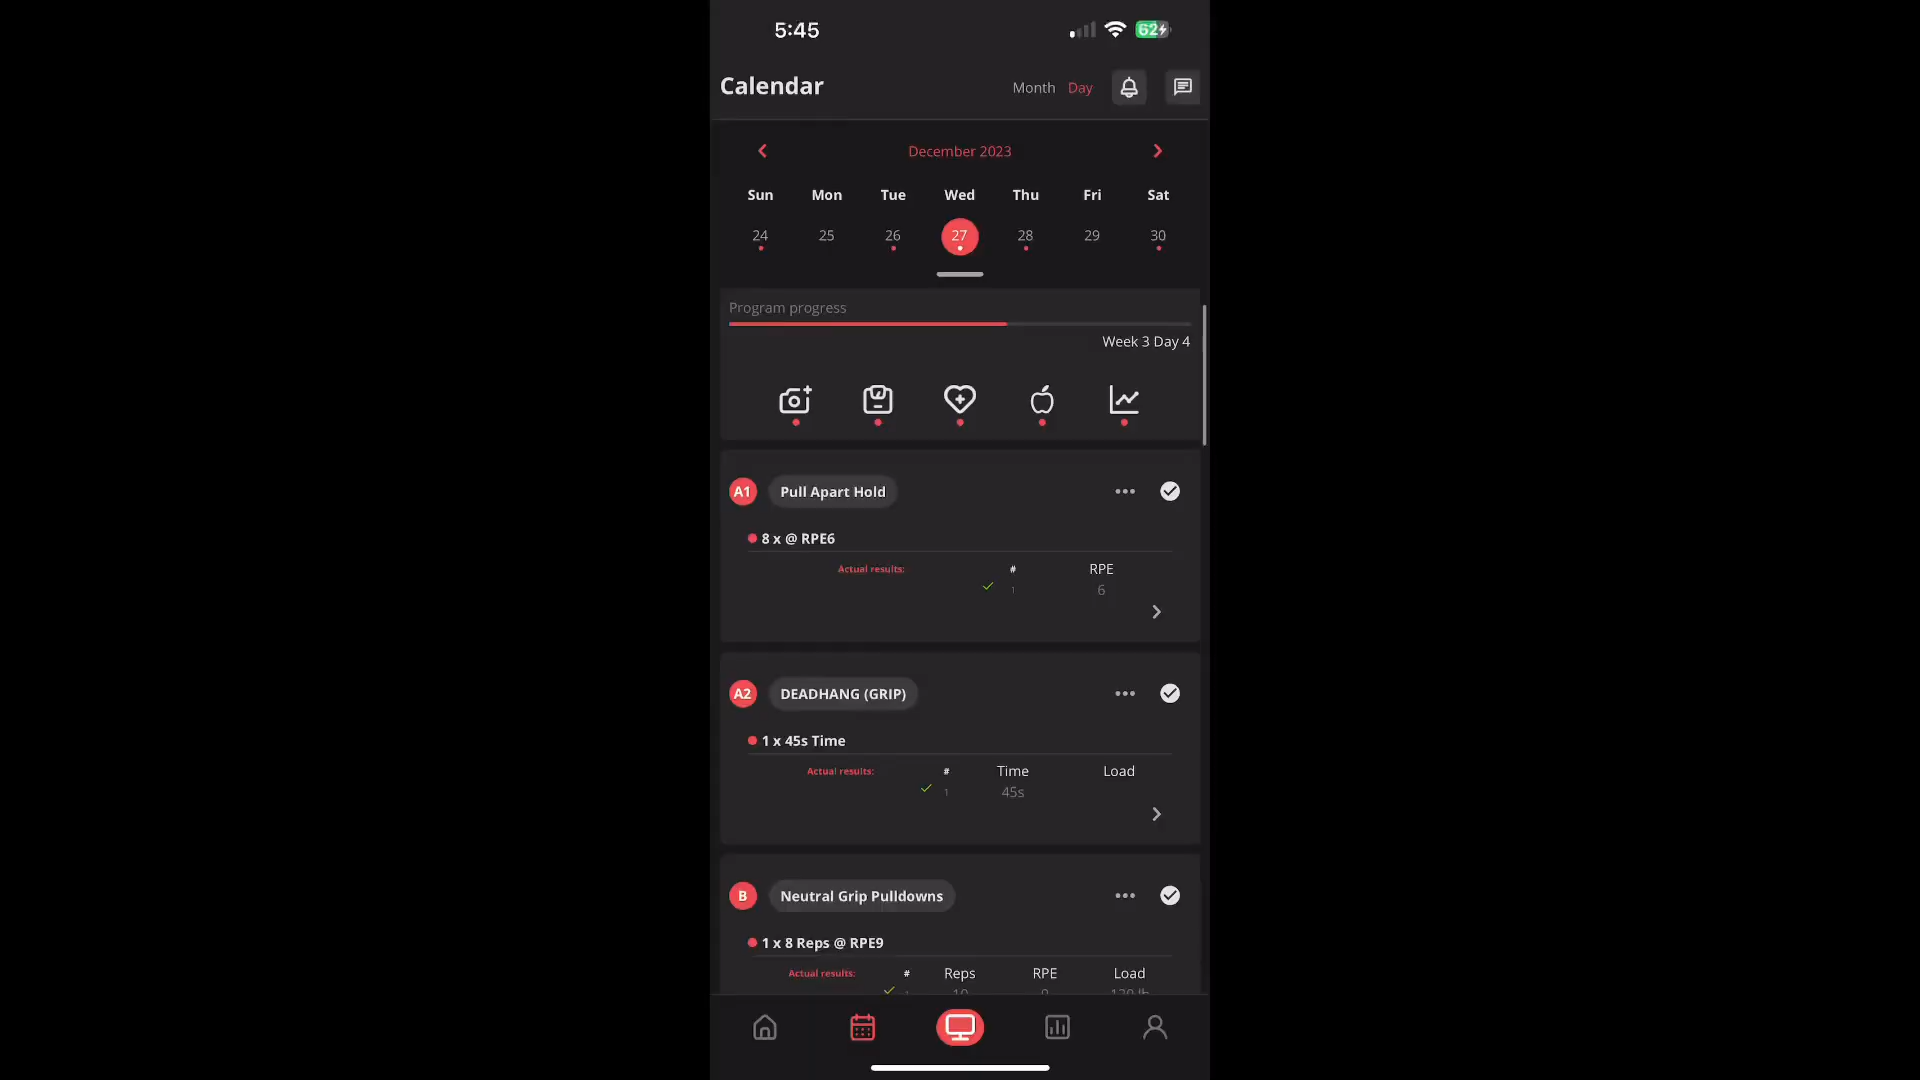 5:45
62
Calendar
Month Day
December 2023
Sun Mon Tue Wed Thu Fri Sat
24 25 26 27 28 29 30
Program progress
Week 3 Day 4
A1 Pull Apart Hold
8 x @ RPE6
Actual results: # RPE
1 6
A2 DEADHANG (GRIP)
1 x 45s Time
Actual results: # Time Load
1 45s
B Neutral Grip Pulldowns
1 x 8 Reps @ RPE9
Actual results: # Reps RPE Load